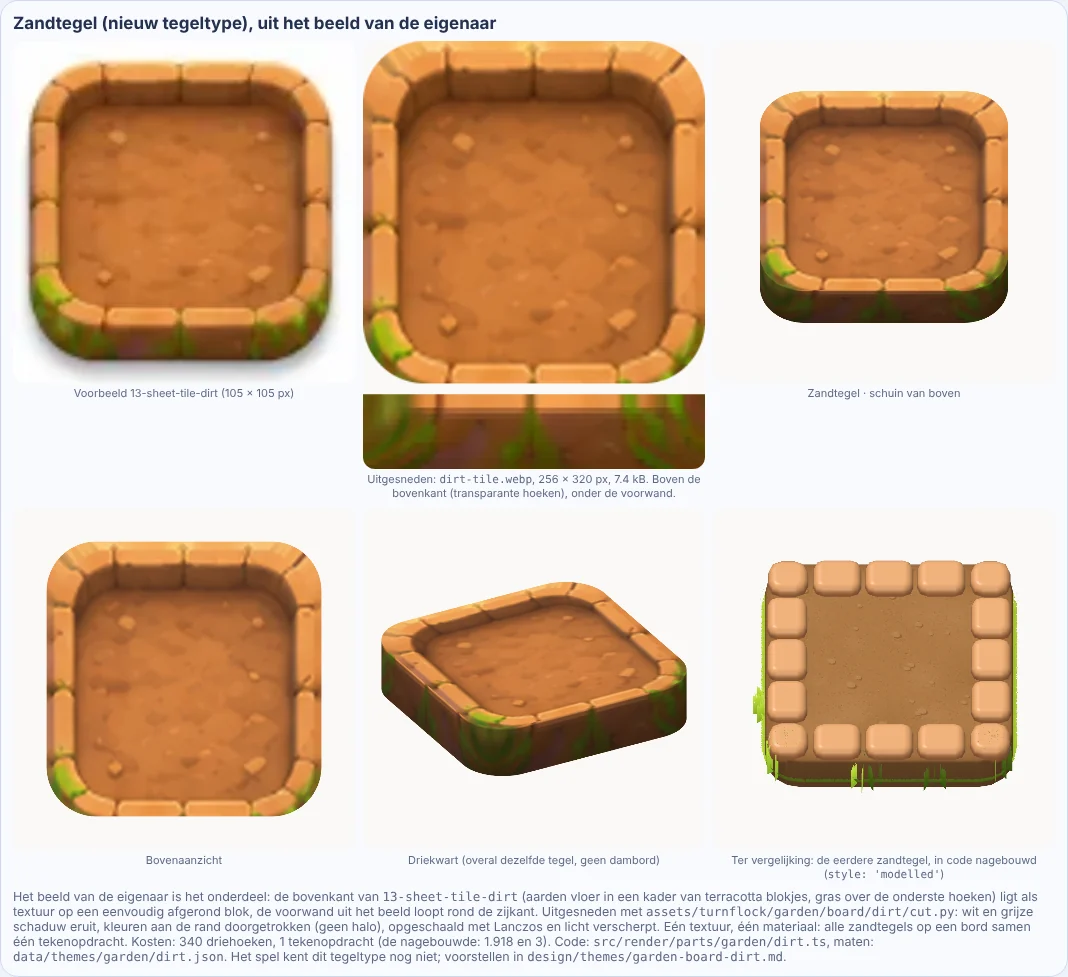 Zandtegel (nieuw tegeltype), uit het beeld van de eigenaar
Voorbeeld 13-sheet-tile-dirt (105 × 105 px)
Uitgesneden: dirt-tile.webp, 256 × 320 px, 7.4 kB. Boven de
bovenkant (transparante hoeken), onder de voorwand.
Zandtegel · schuin van boven
Bovenaanzicht
Driekwart (overal dezelfde tegel, geen dambord)
Ter vergelijking: de eerdere zandtegel, in code nagebouwd
(style: 'modelled')
Het beeld van de eigenaar is het onderdeel: de bovenkant van 13-sheet-tile-dirt (aarden vloer in een kader van terracotta blokjes, gras over de onderste hoeken) ligt als
textuur op een eenvoudig afgerond blok, de voorwand uit het beeld loopt rond de zijkant. Uitgesneden met assets/turnflock/garden/board/dirt/cut.py: wit en grijze
schaduw eruit, kleuren aan de rand doorgetrokken (geen halo), opgeschaald met Lanczos en licht verscherpt. Eén textuur, één materiaal: alle zandtegels op een bord samen
één tekenopdracht. Kosten: 340 driehoeken, 1 tekenopdracht (de nagebouwde: 1.918 en 3). Code: src/render/parts/garden/dirt.ts, maten:
data/themes/garden/dirt.json. Het spel kent dit tegeltype nog niet; voorstellen in design/themes/garden-board-dirt.md.